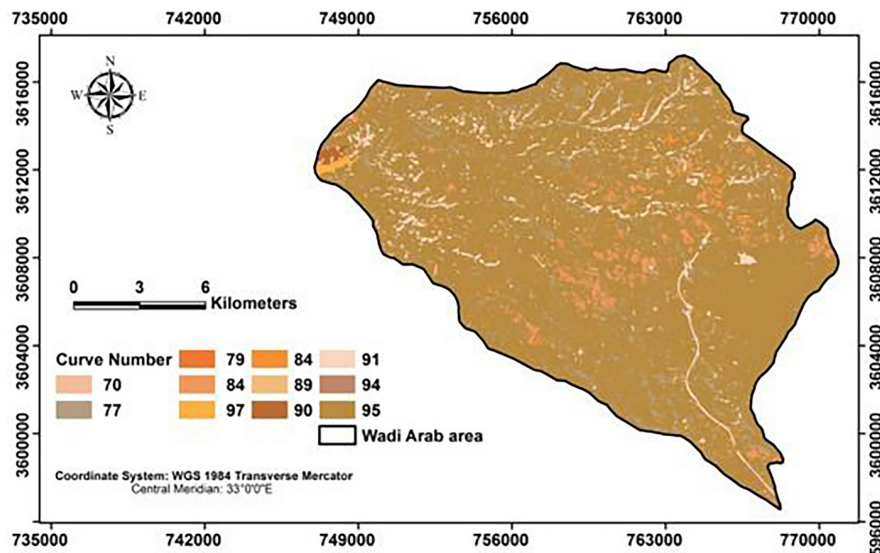 735000 742000 749000 756000 763000 770000
3616000 3616000
N
W E
S
3612000 3612000
3608000 3608000
0 3 6
Kilometers
3604000 3604000
Curve Number 79 84 91
70 84 89 94
77 97 90 95
Wadi Arab area
3600000 3600000
Coordinate System: WGS 1984 Transverse Mercator
Central Meridian: 33°0'0"E
596000
735000 742000 749000 756000 763000 770000